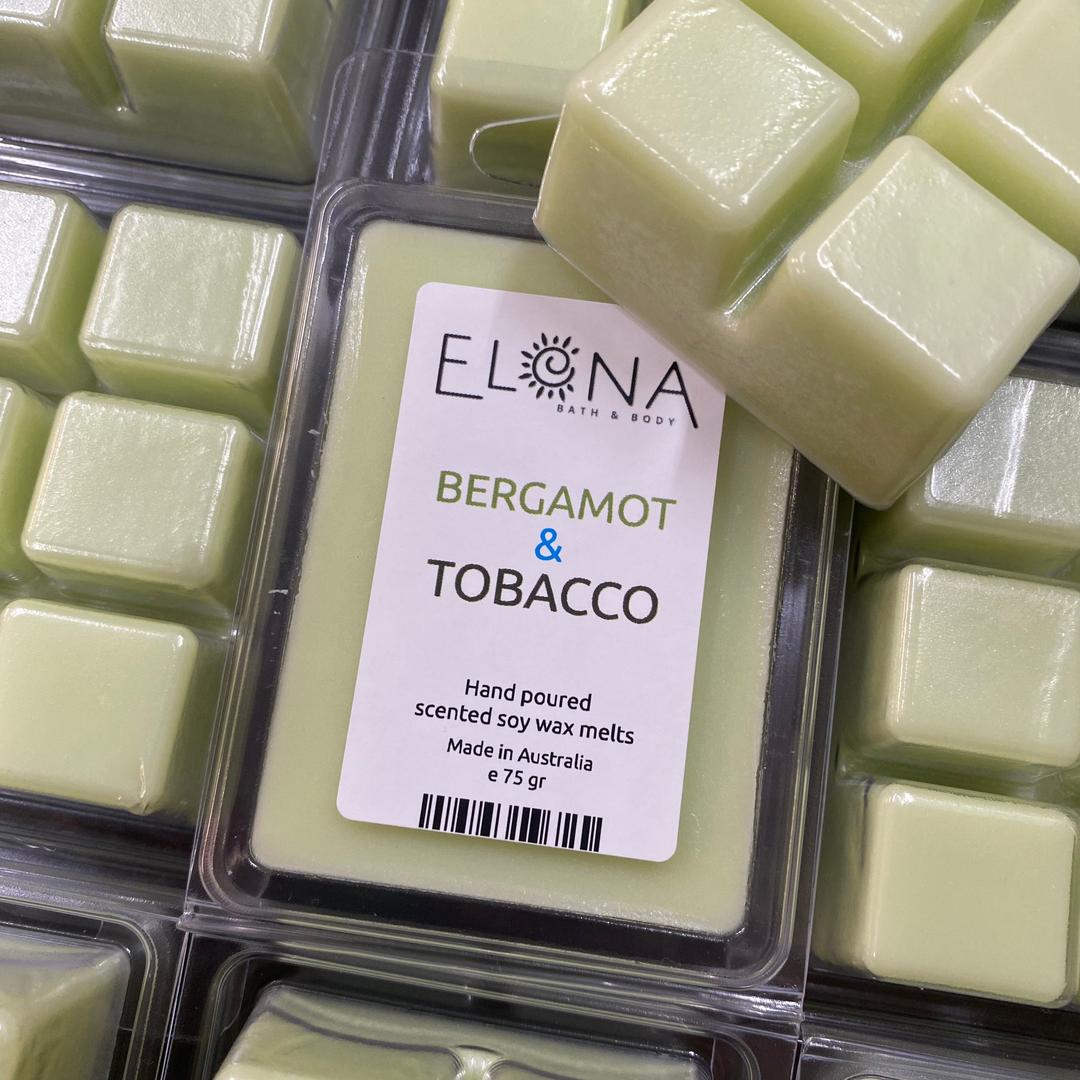 ELONA
BATH & BODY
BERGAMOT
&
TOBACCO
Hand poured
scented soy wax melts
Made in Australia
e 75 gr